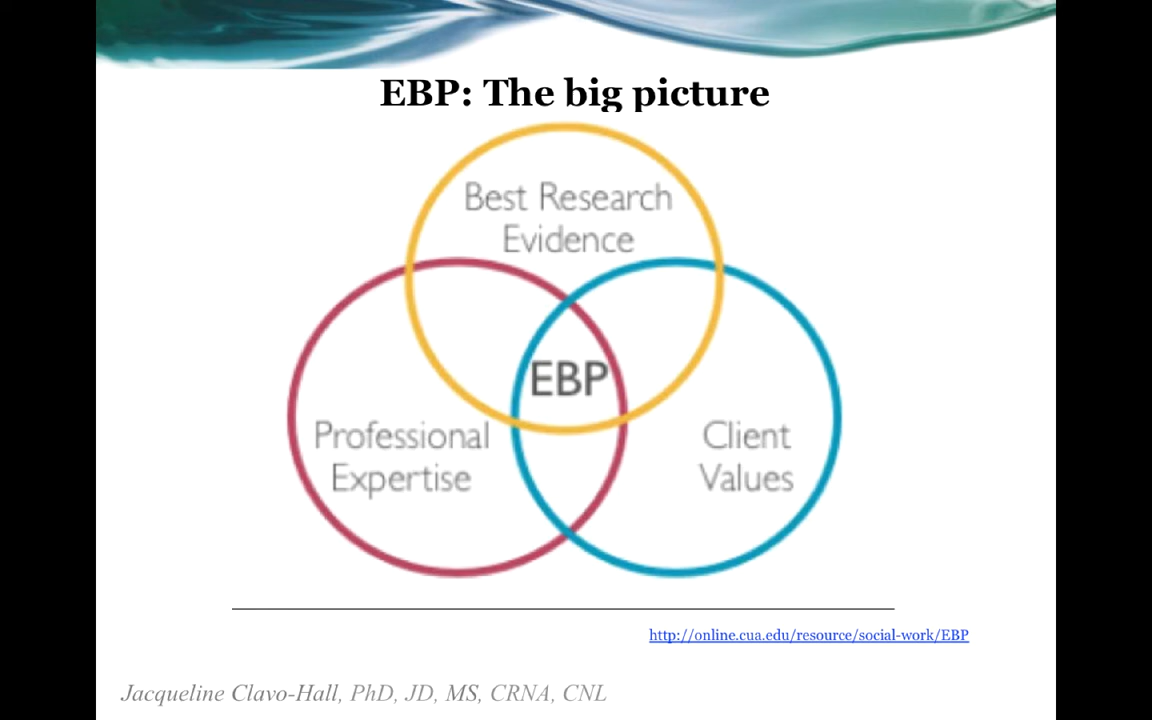 EBP: The big picture
Best Research
Evidence
EBP
Professional
Expertise
Client
Values
http://online.cua.edu/resource/social-work/EBP
Jacqueline Clavo-Hall, PhD, JD, MS, CRNA, CNL